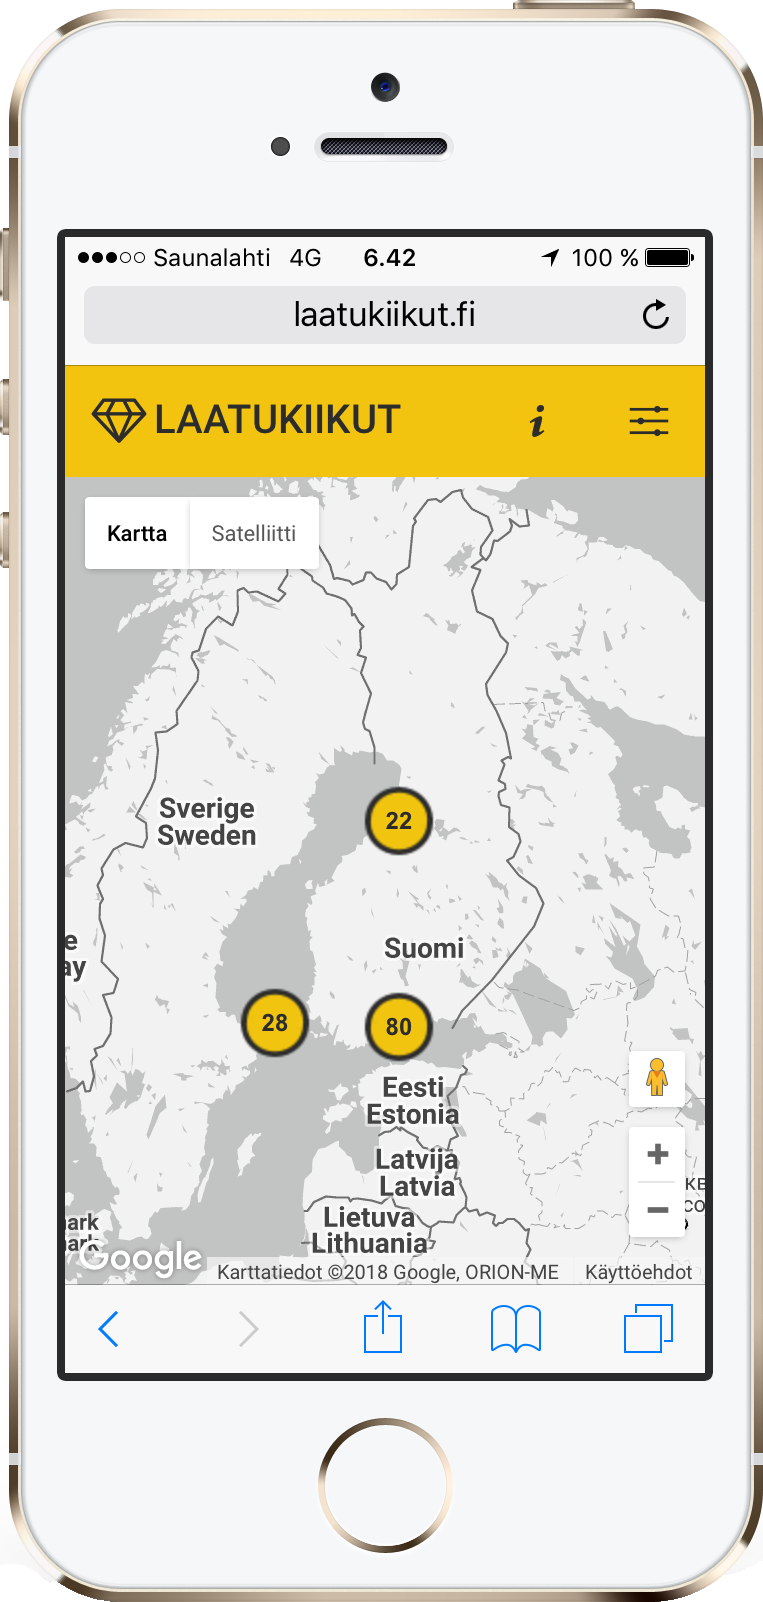 Saunalahti 4G 6.42 100 %
laatukiikut.fi
LAATUKIIKUT i
Kartta Satelliitti
Sverige
Sweden
22
e
ay
Suomi
28
80
Eesti
Estonia
Latvija
Latvia
KE
CO
Lietuva
Lithuania
ark
ark
Google
Karttatiedot ©2018 Google, ORION-ME Käyttöehdot